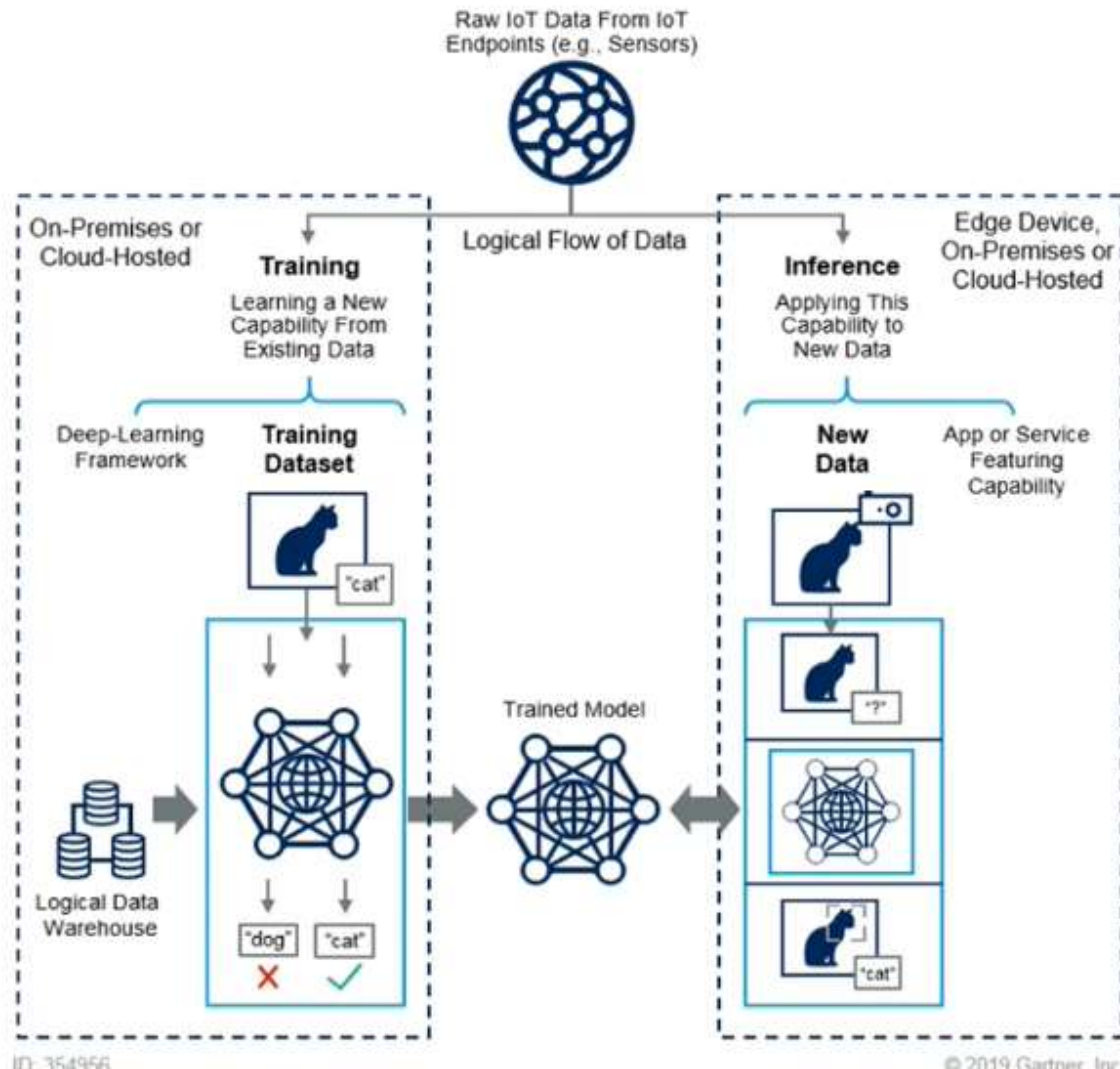 Raw IoT Data From IoT
Endpoints (e.g., Sensors)
On-Premises or
Cloud-Hosted
Logical Flow of Data
Edge Device,
On-Premises or
Cloud-Hosted
Training
Learning a New
Capability From
Existing Data
Inference
Applying This
Capability to
New Data
Deep-Learning
Framework
Training
Dataset
New
Data
App or Service
Featuring
Capability
"cat"
"?"
Trained Model
Logical Data
Warehouse
"dog"
"cat"
"cat"
ID: 354956
© 2019 Gartner, Inc